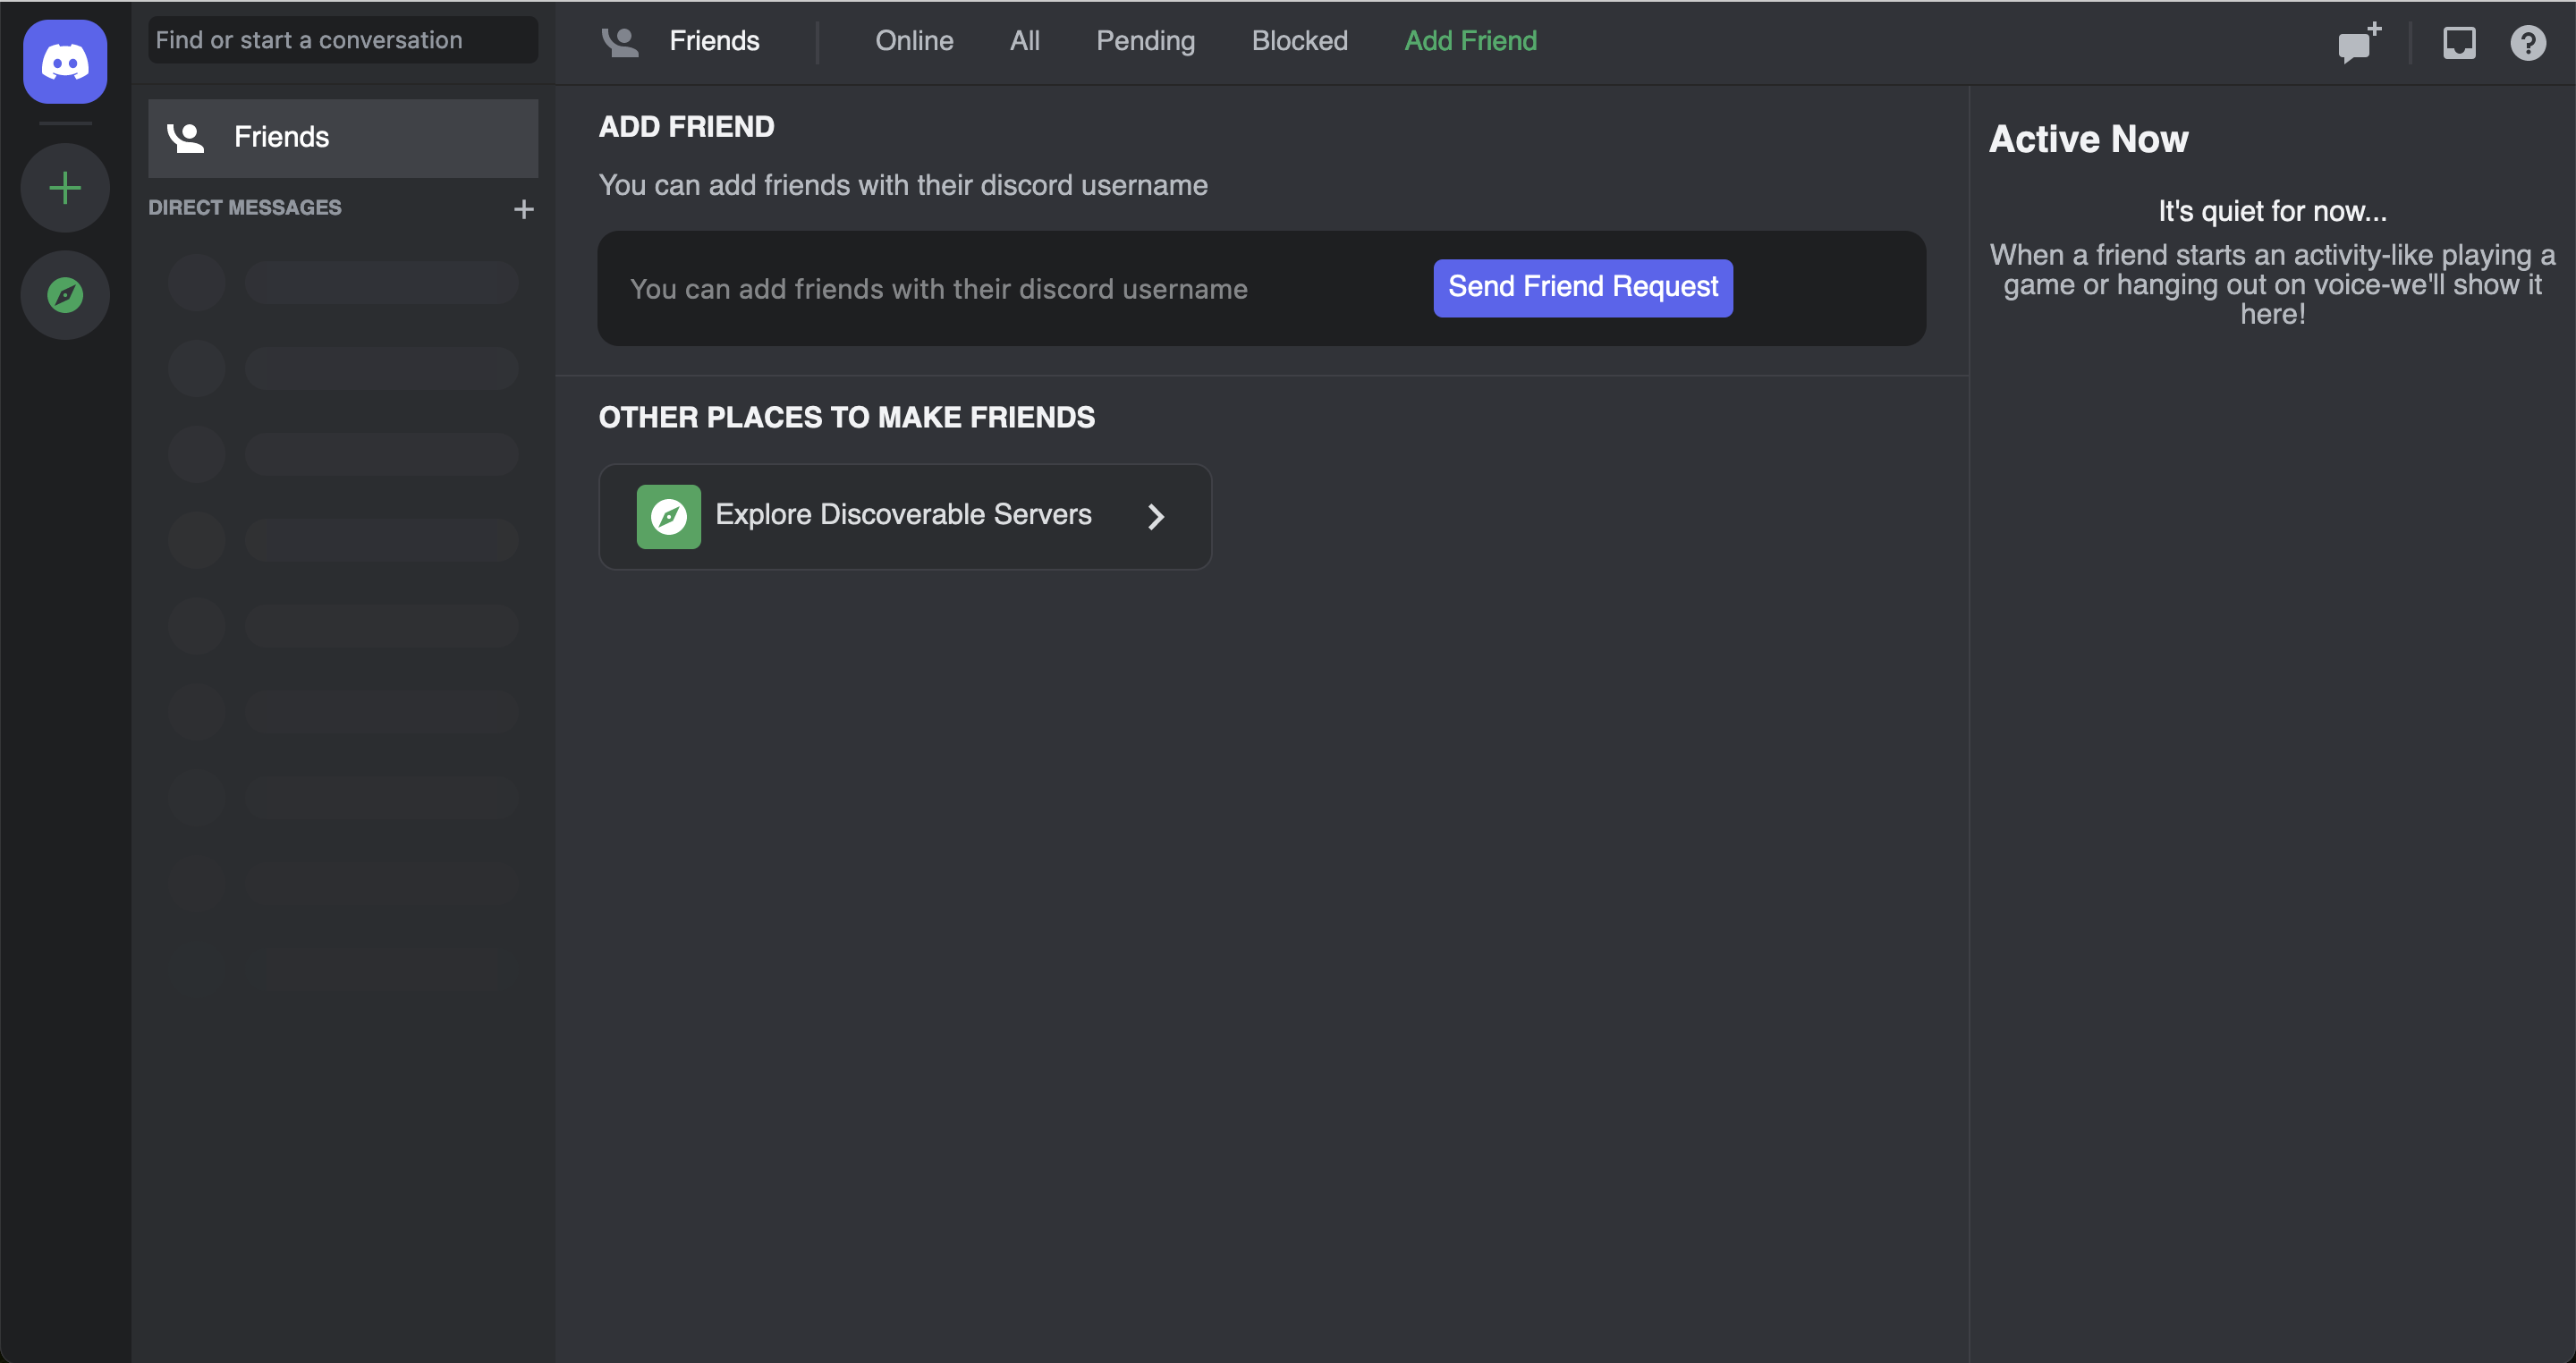 Find or start a conversation
Friends
DIRECT MESSAGES
Friends
Online
All
Pending
Blocked
Add Friend
ADD FRIEND
You can add friends with their discord username
You can add friends with their discord username
Send Friend Request
OTHER PLACES TO MAKE FRIENDS
Explore Discoverable Servers
Active Now
It's quiet for now...
When a friend starts an activity-like playing a
game or hanging out on voice-we'll show it
here!